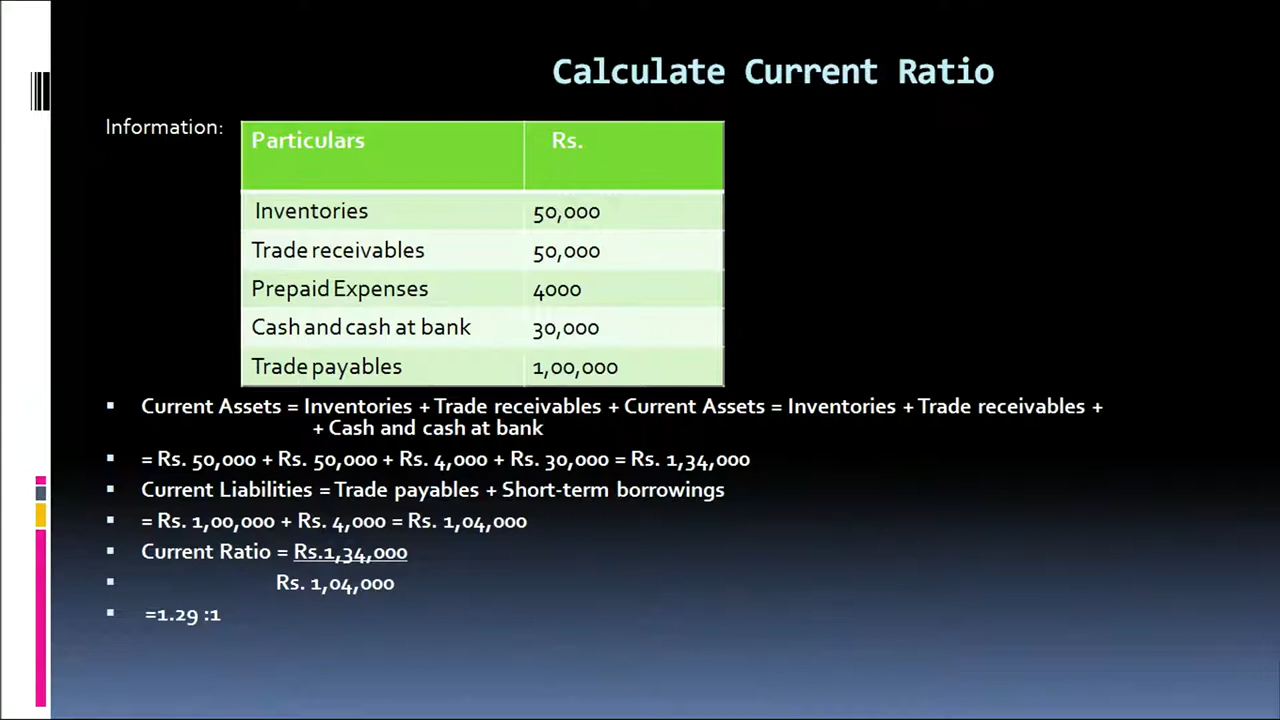 Calculate Current Ratio
Information:
Particulars Rs.
Inventories 50,000
Trade receivables 50,000
Prepaid Expenses 4000
Cash and cash at bank 30,000
Trade payables 1,00,000
▪ Current Assets = Inventories + Trade receivables + Current Assets = Inventories + Trade receivables +
+ Cash and cash at bank
▪ = Rs. 50,000 + Rs. 50,000 + Rs. 4,000 + Rs. 30,000 = Rs. 1,34,000
▪ Current Liabilities = Trade payables + Short-term borrowings
▪ = Rs. 1,00,000 + Rs. 4,000 = Rs. 1,04,000
▪ Current Ratio = Rs.1,34,000
▪ Rs. 1,04,000
▪ =1.29 :1